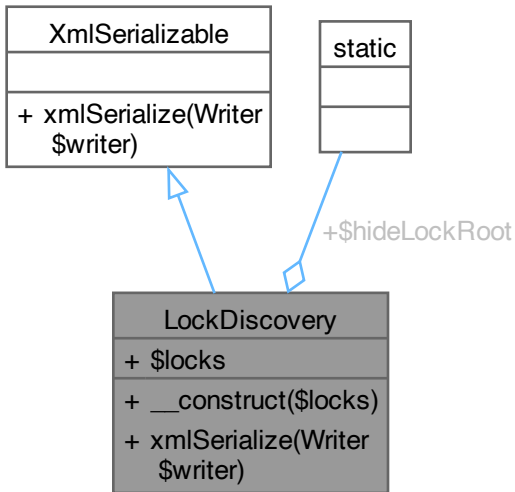 XmlSerializable
+ xmlSerialize(Writer
$writer)
static
+$hideLockRoot
LockDiscovery
+ $locks
+ __construct($locks)
+ xmlSerialize(Writer
$writer)